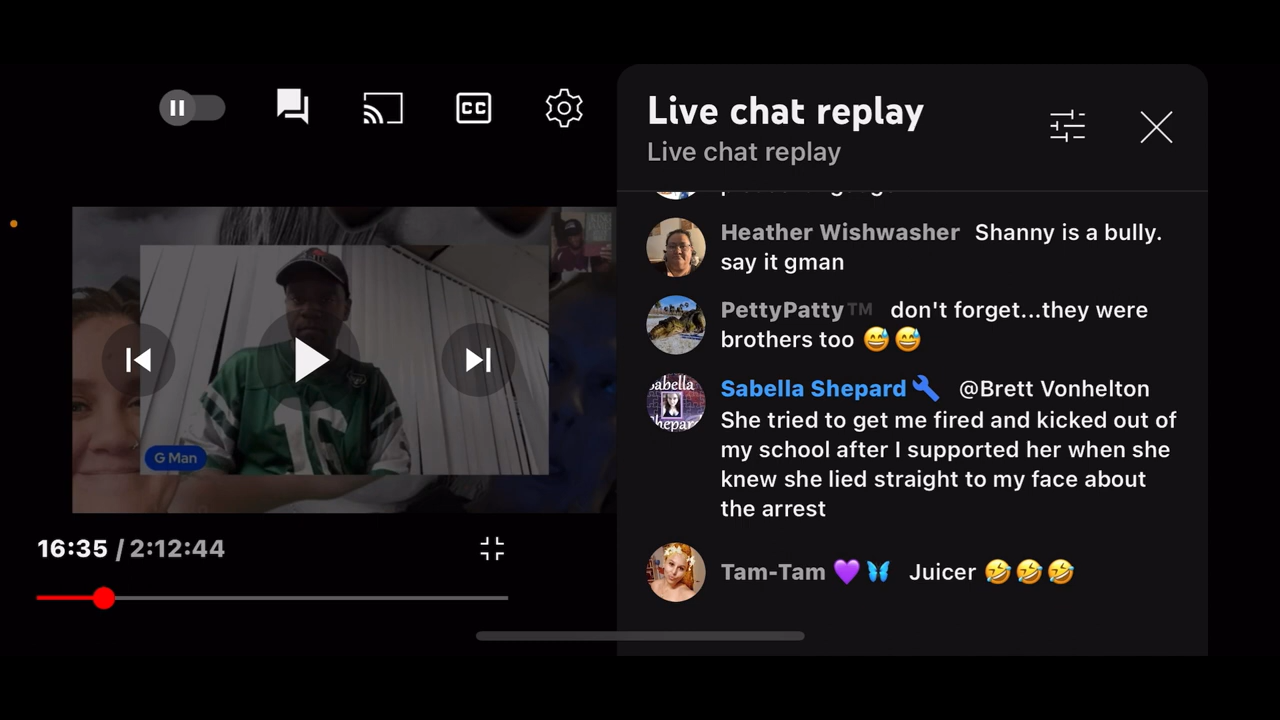 Live chat replay
Live chat replay
CC
Heather Wishwasher Shanny is a bully.
say it gman
PettyPatty™ don't forget...they were
brothers too 😅😅
Sabella Shepard🔧 @Brett Vonhelton
She tried to get me fired and kicked out of
my school after I supported her when she
knew she lied straight to my face about
the arrest
Tam-Tam 💜🦋 Juicer 🤣🤣🤣
G Man
16:35 / 2:12:44